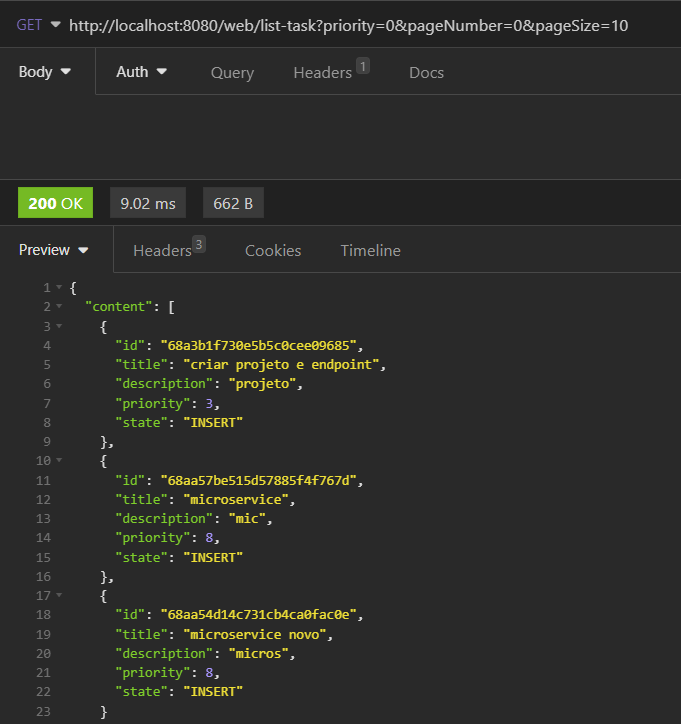 GET http://localhost:8080/web/list-task?priority=0&pageNumber=0&pageSize=10
Body Auth Query Headers 1 Docs
200 OK 9.02 ms 662 B
Preview Headers 3 Cookies Timeline
1 {
2 "content": [
3 {
4 "id": "68a3b1f730e5b5c0cee09685",
5 "title": "criar projeto e endpoint",
6 "description": "projeto",
7 "priority": 3,
8 "state": "INSERT"
9 },
10 {
11 "id": "68aa57be515d57885f4f767d",
12 "title": "microservice",
13 "description": "mic",
14 "priority": 8,
15 "state": "INSERT"
16 },
17 {
18 "id": "68aa54d14c731cb4ca0fac0e",
19 "title": "microservice novo",
20 "description": "micros",
21 "priority": 8,
22 "state": "INSERT"
23 }